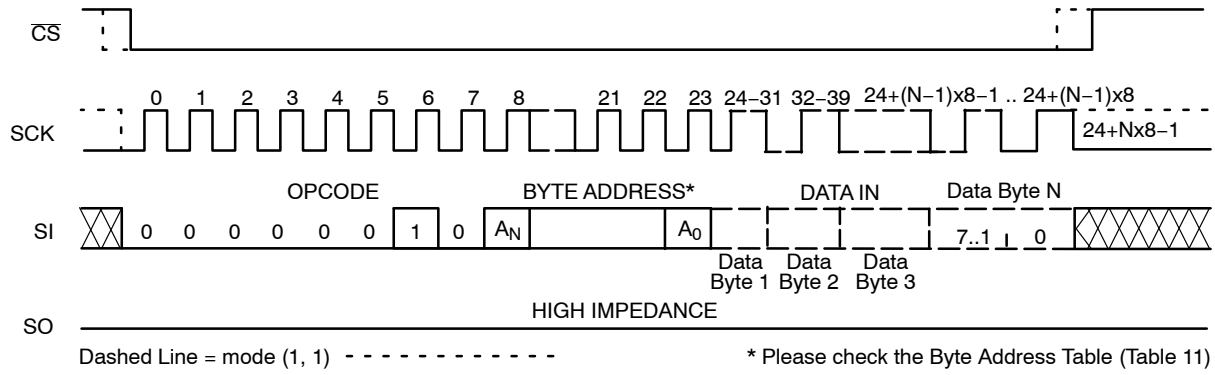 CS
0 1 2 3 4 5 6 7 8 21 22 23 24–31 32–39 24+(N–1)x8–1 .. 24+(N–1)x8
SCK
24+Nx8–1
OPCODE BYTE ADDRESS* DATA IN Data Byte N
SI 0 0 0 0 0 0 1 0 AN A0 7..1 0
Data Byte 1
Data Byte 2
Data Byte 3
HIGH IMPEDANCE
SO
Dashed Line = mode (1, 1) * Please check the Byte Address Table (Table 11)